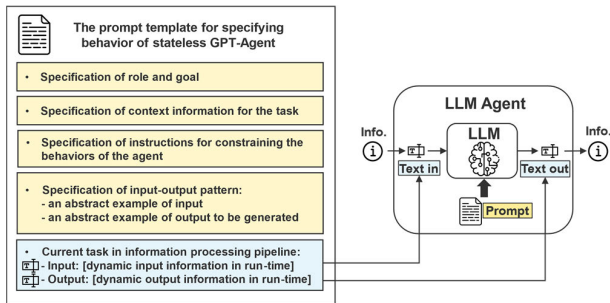 The prompt template for specifying
behavior of stateless GPT-Agent
• Specification of role and goal
• Specification of context information for the task
• Specification of instructions for constraining the
behaviors of the agent
• Specification of input-output pattern:
- an abstract example of input
- an abstract example of output to be generated
• Current task in information processing pipeline:
- Input: [dynamic input information in run-time]
- Output: [dynamic output information in run-time]
LLM Agent
LLM
Info.
Info.
i
i
Text in
Text out
Prompt